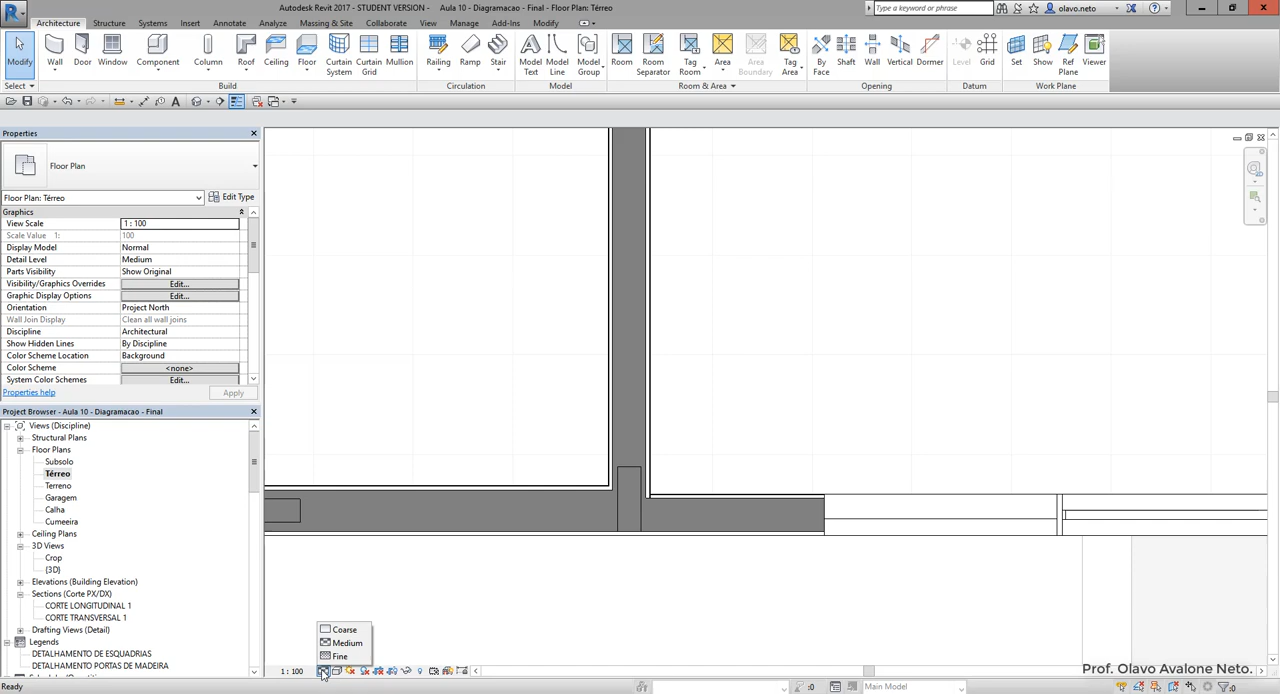 Autodesk Revit 2017 - STUDENT VERSION - Aula 10 - Diagramacao - Final - Floor Plan: Térreo
Type a keyword or phrase
olavo.neto
Architecture Structure Systems Insert Annotate Analyze Massing & Site Collaborate View Manage Add-Ins Modify
Modify Wall Door Window Component Column Roof Ceiling Floor Curtain System Curtain Grid Mullion Railing Ramp Stair Model Text Model Line Model Group Room Room Separator Tag Room Area Area Boundary Tag Area By Face Shaft Wall Vertical Dormer Level Grid Set Show Ref Plane Viewer
Select Build Circulation Model Room & Area Opening Datum Work Plane
Properties
Floor Plan
Floor Plan: Térreo Edit Type
Graphics
View Scale 1 : 100
Scale Value 1: 100
Display Model Normal
Detail Level Medium
Parts Visibility Show Original
Visibility/Graphics Overrides Edit...
Graphic Display Options Edit...
Orientation Project North
Wall Join Display Clean all wall joins
Discipline Architectural
Show Hidden Lines By Discipline
Color Scheme Location Background
Color Scheme <none>
System Color Schemes Edit...
Properties help Apply
Project Browser - Aula 10 - Diagramacao - Final
Views (Discipline)
Structural Plans
Floor Plans
Subsolo
Térreo
Terreno
Garagem
Calha
Cumeeira
Ceiling Plans
3D Views
Crop
{3D}
Elevations (Building Elevation)
Sections (Corte PX/DX)
CORTE LONGITUDINAL 1
CORTE TRANSVERSAL 1
Drafting Views (Detail)
Legends
DETALHAMENTO DE ESQUADRIAS
DETALHAMENTO PORTAS DE MADEIRA
Coarse
Medium
Fine
1 : 100
Prof. Olavo Avalone Neto.
Ready
:0
Main Model
:0